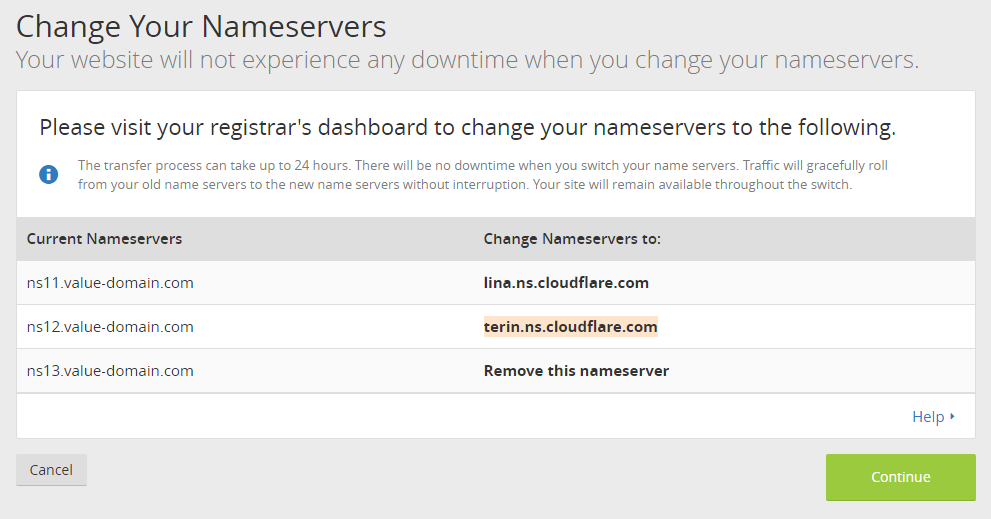 Change Your Nameservers
Your website will not experience any downtime when you change your nameservers.
Please visit your registrar's dashboard to change your nameservers to the following.
The transfer process can take up to 24 hours. There will be no downtime when you switch your name servers. Traffic will gracefully roll
from your old name servers to the new name servers without interruption. Your site will remain available throughout the switch.
Current Nameservers Change Nameservers to:
ns11.value-domain.com lina.ns.cloudflare.com
ns12.value-domain.com terin.ns.cloudflare.com
ns13.value-domain.com Remove this nameserver
Help
Cancel Continue